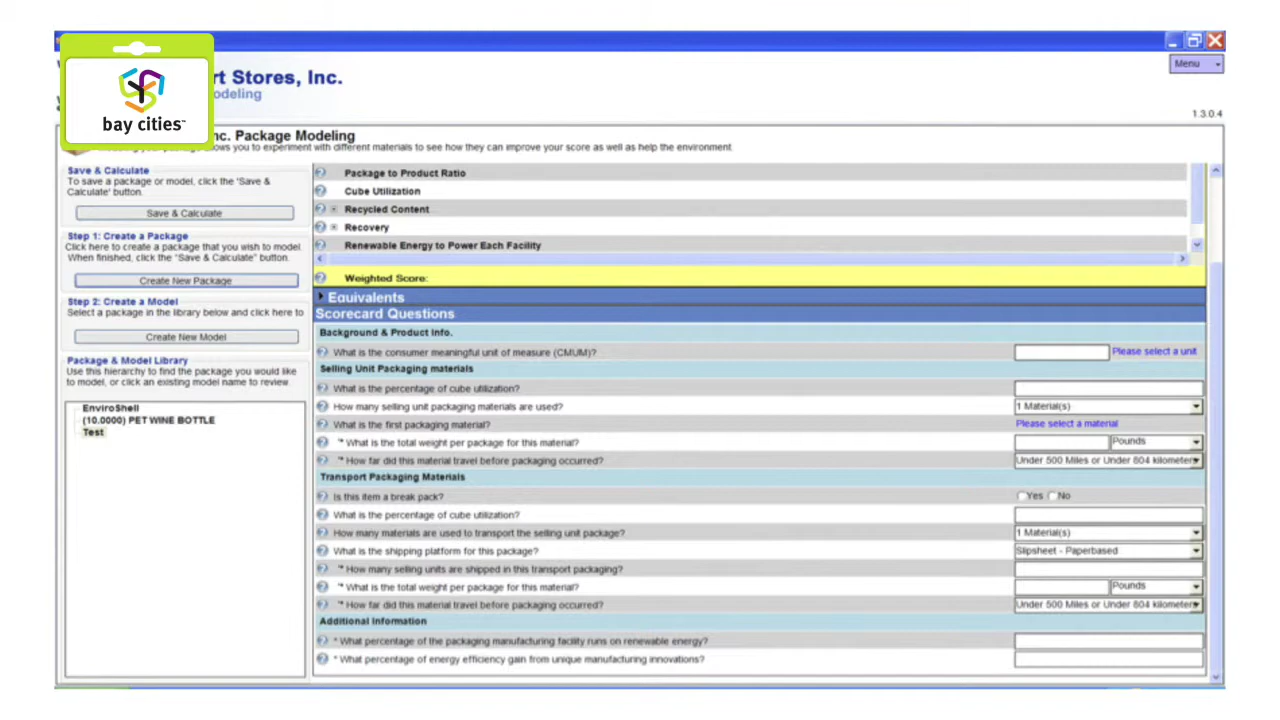 bay cities™
rt Stores, Inc.
odeling
Menu
1.3.0.4
nc. Package Modeling
allows you to experiment with different materials to see how they can improve your score as well as help the environment.
Save & Calculate
To save a package or model, click the "Save &
Calculate" button.
Save & Calculate
Step 1: Create a Package
Click here to create a package that you wish to model.
When finished, click the "Save & Calculate" button.
Create New Package
Step 2: Create a Model
Select a package in the library below and click here to
Create New Model
Package & Model Library
Use this hierarchy to find the package you would like
to model, or click an existing model name to review.
EnviroShell
(10.0000) PET WINE BOTTLE
Test
Package to Product Ratio
Cube Utilization
Recycled Content
Recovery
Renewable Energy to Power Each Facility
Weighted Score:
Equivalents
Scorecard Questions
Background & Product Info.
What is the consumer meaningful unit of measure (CMUM)? Please select a unit
Selling Unit Packaging materials
What is the percentage of cube utilization?
How many selling unit packaging materials are used? 1 Material(s)
What is the first packaging material? Please select a material
'* What is the total weight per package for this material? Pounds
'* How far did this material travel before packaging occurred? Under 500 Miles or Under 804 kilometers
Transport Packaging Materials
Is this item a break pack? Yes No
What is the percentage of cube utilization?
How many materials are used to transport the selling unit package? 1 Material(s)
What is the shipping platform for this package? Slipsheet - Paperbased
'* How many selling units are shipped in this transport packaging?
'* What is the total weight per package for this material? Pounds
'* How far did this material travel before packaging occurred? Under 500 Miles or Under 804 kilometers
Additional Information
* What percentage of the packaging manufacturing facility runs on renewable energy?
* What percentage of energy efficiency gain from unique manufacturing innovations?